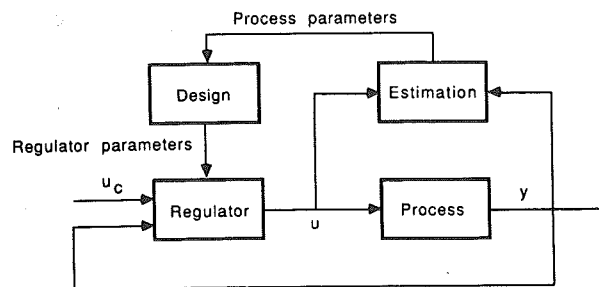 Process parameters
Design
Estimation
Regulator parameters
u c
Regulator
u
Process
y